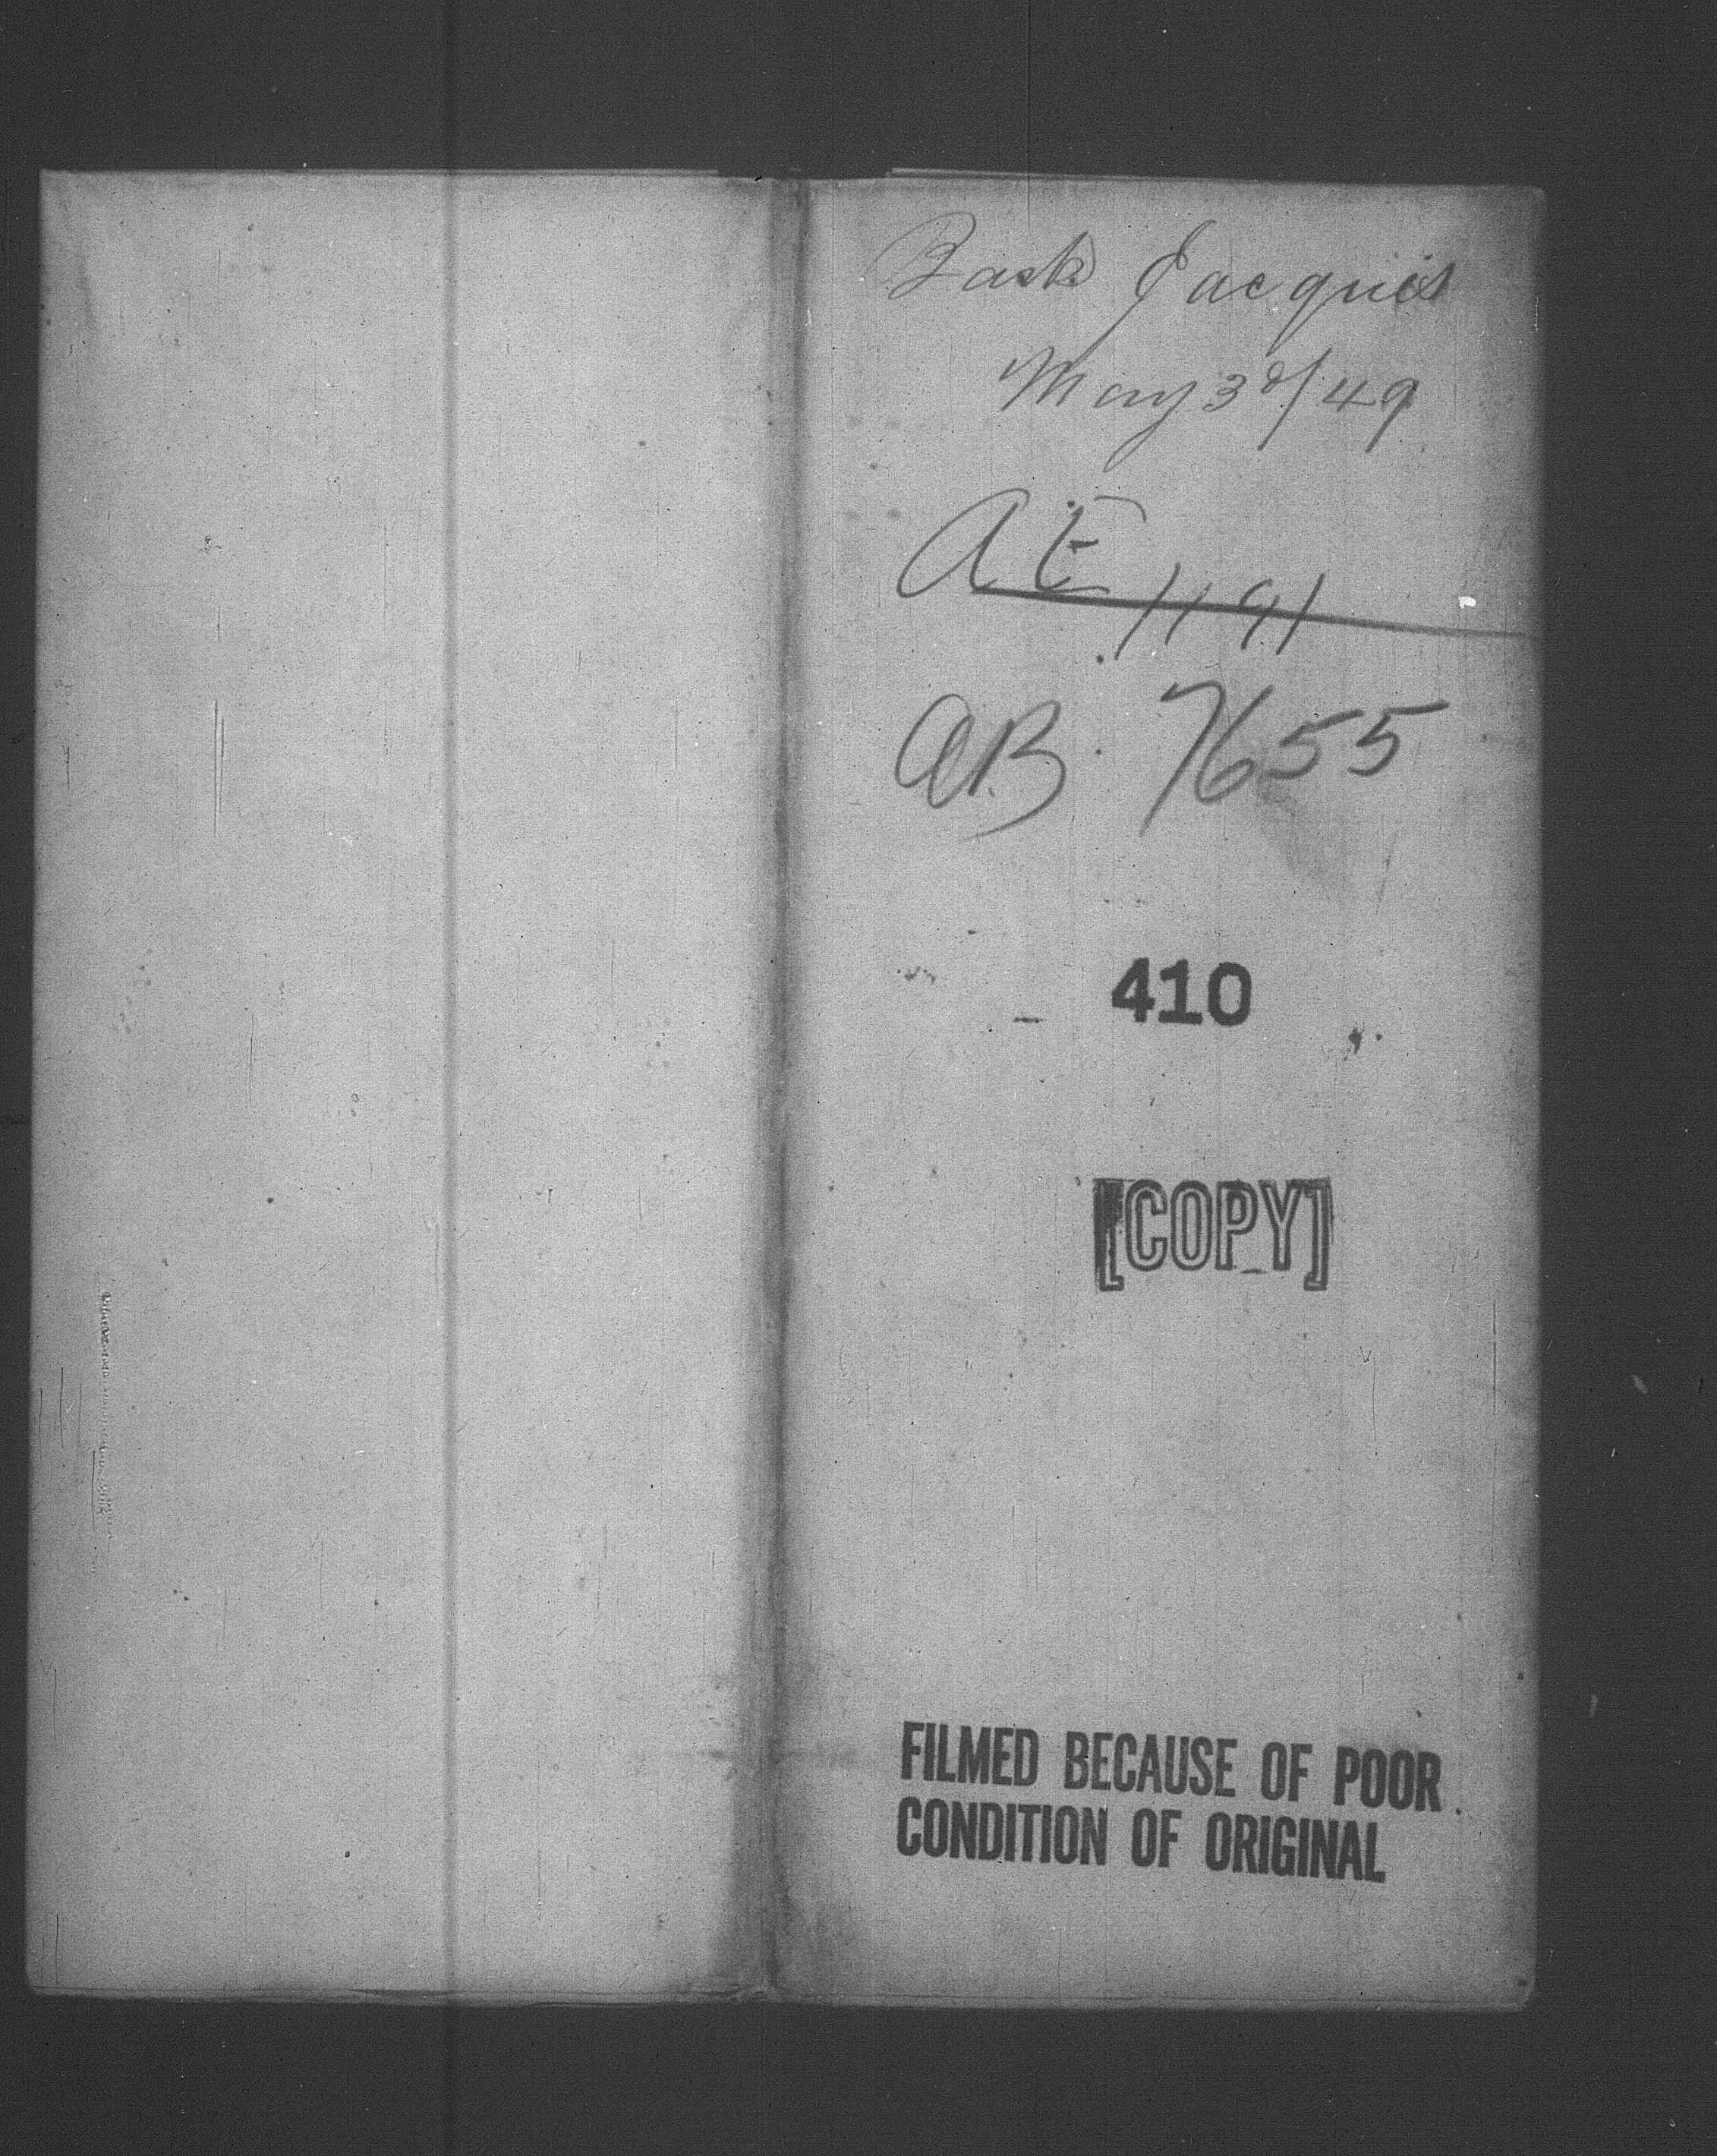 Bark Jacques
May 3d/49
AE 1191
AB. 7655
410
[COPY]
FILMED BECAUSE OF POOR
CONDITION OF ORIGINAL